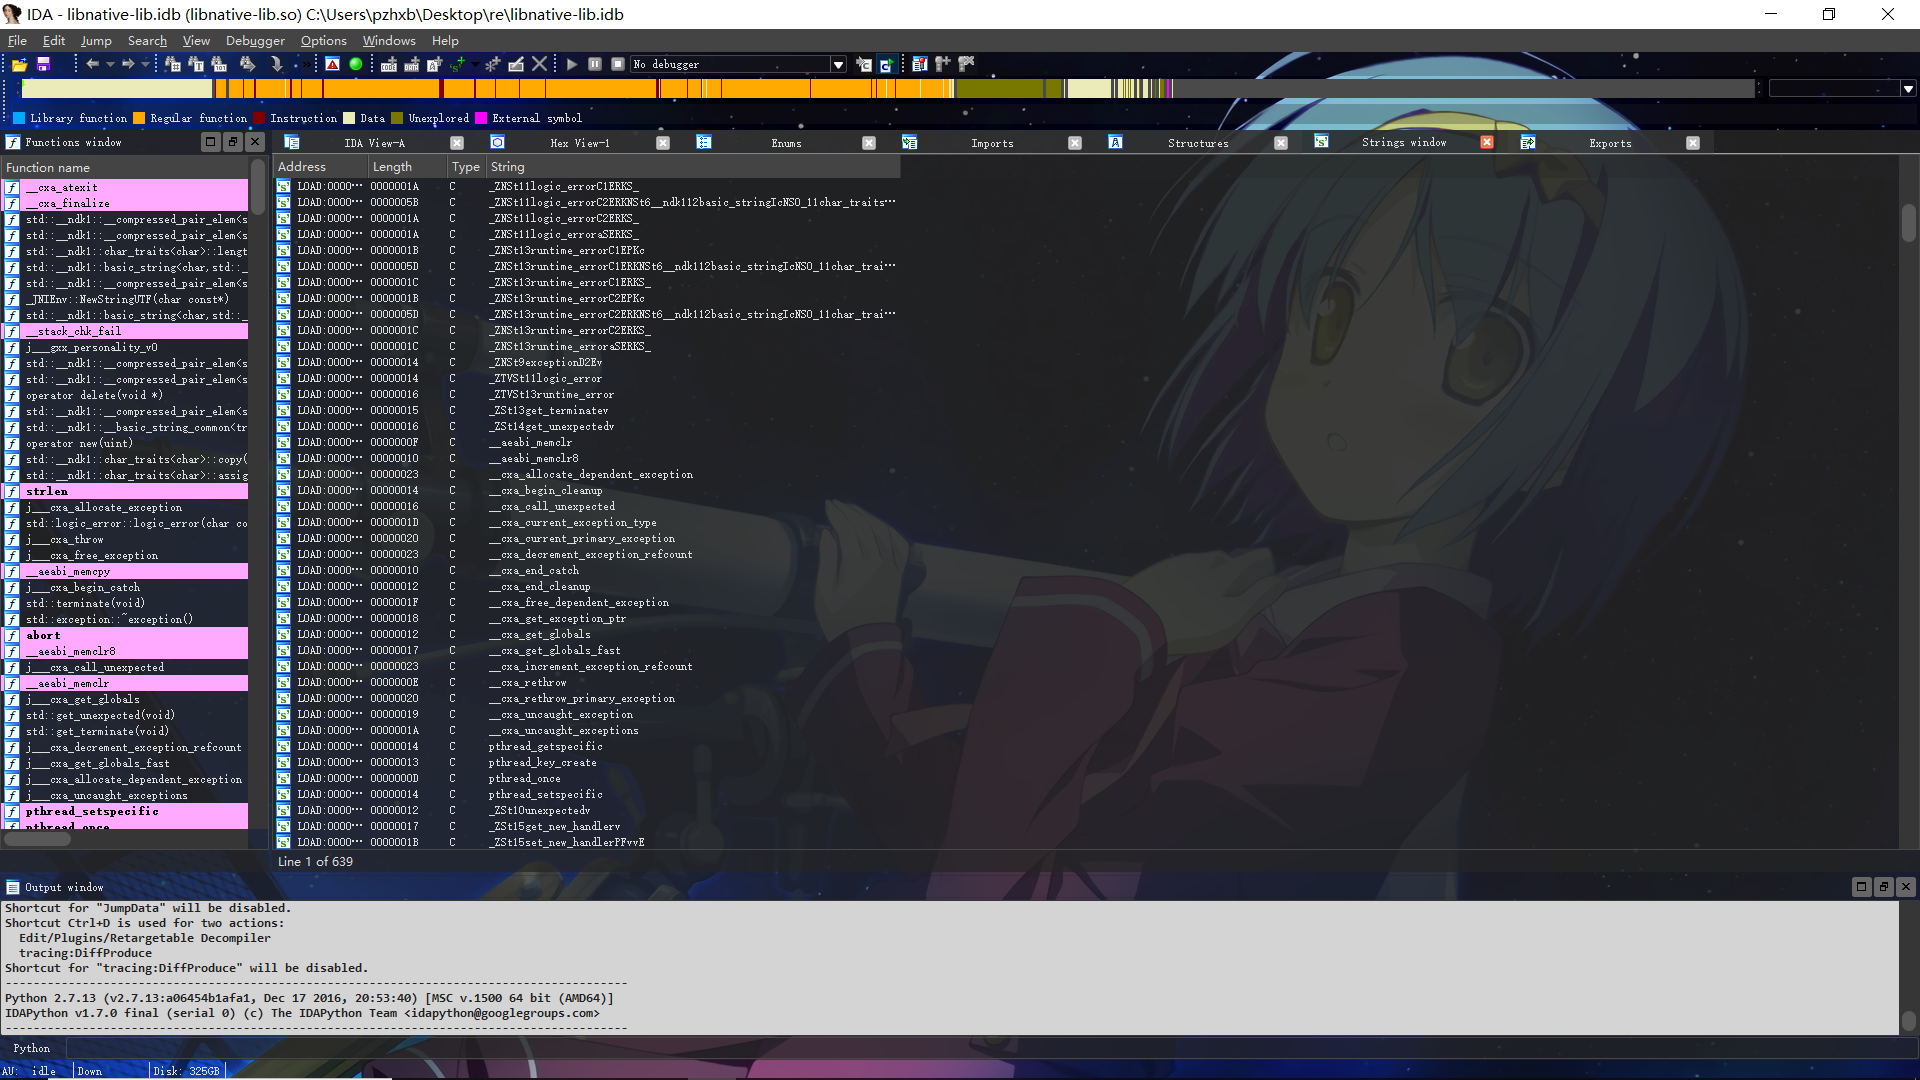 IDA - libnative-lib.idb (libnative-lib.so) C:\Users\pzhxb\Desktop\re\libnative-lib.idb
File Edit Jump Search View Debugger Options Windows Help
No debugger
Library function Regular function Instruction Data Unexplored External symbol
Functions window
IDA View-A Hex View-1 Enums Imports Structures Strings window Exports
Function name
__cxa_atexit
__cxa_finalize
std::__ndk1::__compressed_pair_elem<s
std::__ndk1::__compressed_pair_elem<s
std::__ndk1::char_traits<char>::lengt
std::__ndk1::basic_string<char,std::_
std::__ndk1::__compressed_pair_elem<s
_JNIEnv::NewStringUTF(char const*)
std::__ndk1::basic_string<char,std::_
__stack_chk_fail
j___gxx_personality_v0
std::__ndk1::__compressed_pair_elem<s
std::__ndk1::__compressed_pair_elem<s
operator delete(void *)
std::__ndk1::__compressed_pair_elem<s
std::__ndk1::__basic_string_common<tr
operator new(uint)
std::__ndk1::char_traits<char>::copy(
std::__ndk1::char_traits<char>::assig
strlen
j___cxa_allocate_exception
std::logic_error::logic_error(char co
j___cxa_throw
j___cxa_free_exception
__aeabi_memcpy
j___cxa_begin_catch
std::terminate(void)
std::exception::~exception()
abort
__aeabi_memclr8
j___cxa_call_unexpected
__aeabi_memclr
j___cxa_get_globals
std::get_unexpected(void)
std::get_terminate(void)
j___cxa_decrement_exception_refcount
j___cxa_get_globals_fast
j___cxa_allocate_dependent_exception
j___cxa_uncaught_exceptions
pthread_setspecific
pthread_once
Address Length Type String
LOAD:0000… 0000001A C _ZNSt11logic_errorC1ERKS_
LOAD:0000… 0000005B C _ZNSt11logic_errorC2ERKNSt6__ndk112basic_stringIcNS0_11char_traits…
LOAD:0000… 0000001A C _ZNSt11logic_errorC2ERKS_
LOAD:0000… 0000001A C _ZNSt11logic_erroraSERKS_
LOAD:0000… 0000001B C _ZNSt13runtime_errorC1EPKc
LOAD:0000… 0000005D C _ZNSt13runtime_errorC1ERKNSt6__ndk112basic_stringIcNS0_11char_trai…
LOAD:0000… 0000001C C _ZNSt13runtime_errorC1ERKS_
LOAD:0000… 0000001B C _ZNSt13runtime_errorC2EPKc
LOAD:0000… 0000005D C _ZNSt13runtime_errorC2ERKNSt6__ndk112basic_stringIcNS0_11char_trai…
LOAD:0000… 0000001C C _ZNSt13runtime_errorC2ERKS_
LOAD:0000… 0000001C C _ZNSt13runtime_erroraSERKS_
LOAD:0000… 00000014 C _ZNSt9exceptionD2Ev
LOAD:0000… 00000014 C _ZTVSt11logic_error
LOAD:0000… 00000016 C _ZTVSt13runtime_error
LOAD:0000… 00000015 C _ZSt13get_terminatev
LOAD:0000… 00000016 C _ZSt14get_unexpectedv
LOAD:0000… 0000000F C __aeabi_memclr
LOAD:0000… 00000010 C __aeabi_memclr8
LOAD:0000… 00000023 C __cxa_allocate_dependent_exception
LOAD:0000… 00000014 C __cxa_begin_cleanup
LOAD:0000… 00000016 C __cxa_call_unexpected
LOAD:0000… 0000001D C __cxa_current_exception_type
LOAD:0000… 00000020 C __cxa_current_primary_exception
LOAD:0000… 00000023 C __cxa_decrement_exception_refcount
LOAD:0000… 00000010 C __cxa_end_catch
LOAD:0000… 00000012 C __cxa_end_cleanup
LOAD:0000… 0000001F C __cxa_free_dependent_exception
LOAD:0000… 00000018 C __cxa_get_exception_ptr
LOAD:0000… 00000012 C __cxa_get_globals
LOAD:0000… 00000017 C __cxa_get_globals_fast
LOAD:0000… 00000023 C __cxa_increment_exception_refcount
LOAD:0000… 0000000E C __cxa_rethrow
LOAD:0000… 00000020 C __cxa_rethrow_primary_exception
LOAD:0000… 00000019 C __cxa_uncaught_exception
LOAD:0000… 0000001A C __cxa_uncaught_exceptions
LOAD:0000… 00000014 C pthread_getspecific
LOAD:0000… 00000013 C pthread_key_create
LOAD:0000… 0000000D C pthread_once
LOAD:0000… 00000014 C pthread_setspecific
LOAD:0000… 00000012 C _ZSt10unexpectedv
LOAD:0000… 00000017 C _ZSt15get_new_handlerv
LOAD:0000… 0000001B C _ZSt15set_new_handlerPFvvE
Line 1 of 639
Output window
Shortcut for "JumpData" will be disabled.
Shortcut Ctrl+D is used for two actions:
Edit/Plugins/Retargetable Decompiler
tracing:DiffProduce
Shortcut for "tracing:DiffProduce" will be disabled.
Python 2.7.13 (v2.7.13:a06454b1afa1, Dec 17 2016, 20:53:40) [MSC v.1500 64 bit (AMD64)]
IDAPython v1.7.0 final (serial 0) (c) The IDAPython Team <idapython@googlegroups.com>
Python
AU: idle Down Disk: 325GB